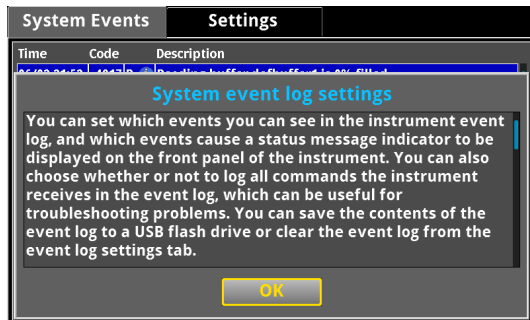 System Events Settings
Time Code Description
System event log settings
You can set which events you can see in the instrument event
log, and which events cause a status message indicator to be
displayed on the front panel of the instrument. You can also
choose whether or not to log all commands the instrument
receives in the event log, which can be useful for
troubleshooting problems. You can save the contents of the
event log to a USB flash drive or clear the event log from the
event log settings tab.
OK